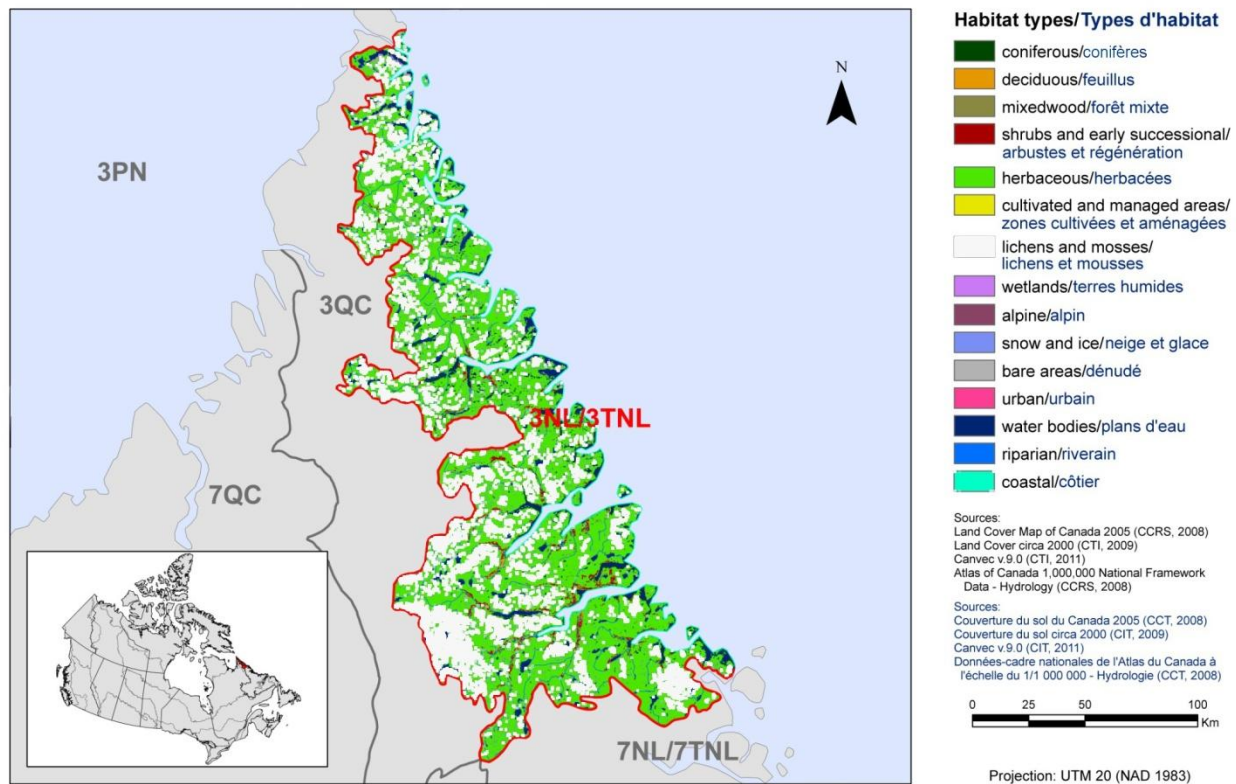 3PN
3QC
3NL/3TNL
7QC
7NL/7TNL
N
Habitat types/Types d'habitat
coniferous/conifères
deciduous/feuillus
mixedwood/forêt mixte
shrubs and early successional/
arbustes et régénération
herbaceous/herbacées
cultivated and managed areas/
zones cultivées et aménagées
lichens and mosses/
lichens et mousses
wetlands/terres humides
alpine/alpin
snow and ice/neige et glace
bare areas/dénudé
urban/urbain
water bodies/plans d'eau
riparian/riverain
coastal/côtier
Sources:
Land Cover Map of Canada 2005 (CCRS, 2008)
Land Cover circa 2000 (CTI, 2009)
Canvec v.9.0 (CTI, 2011)
Atlas of Canada 1,000,000 National Framework
Data - Hydrology (CCRS, 2008)
Sources:
Couverture du sol du Canada 2005 (CCT, 2008)
Couverture du sol circa 2000 (CIT, 2009)
Canvec v.9.0 (CIT, 2011)
Données-cadre nationales de l'Atlas du Canada à
l'échelle du 1/1 000 000 - Hydrologie (CCT, 2008)
0 25 50 100
Km
Projection: UTM 20 (NAD 1983)